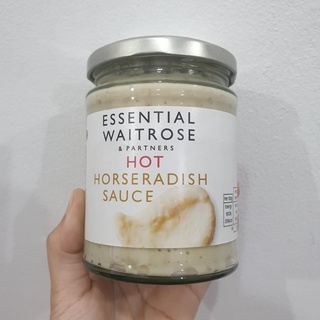 ESSENTIAL
WAITROSE
& PARTNERS
HOT
HORSERADISH
SAUCE